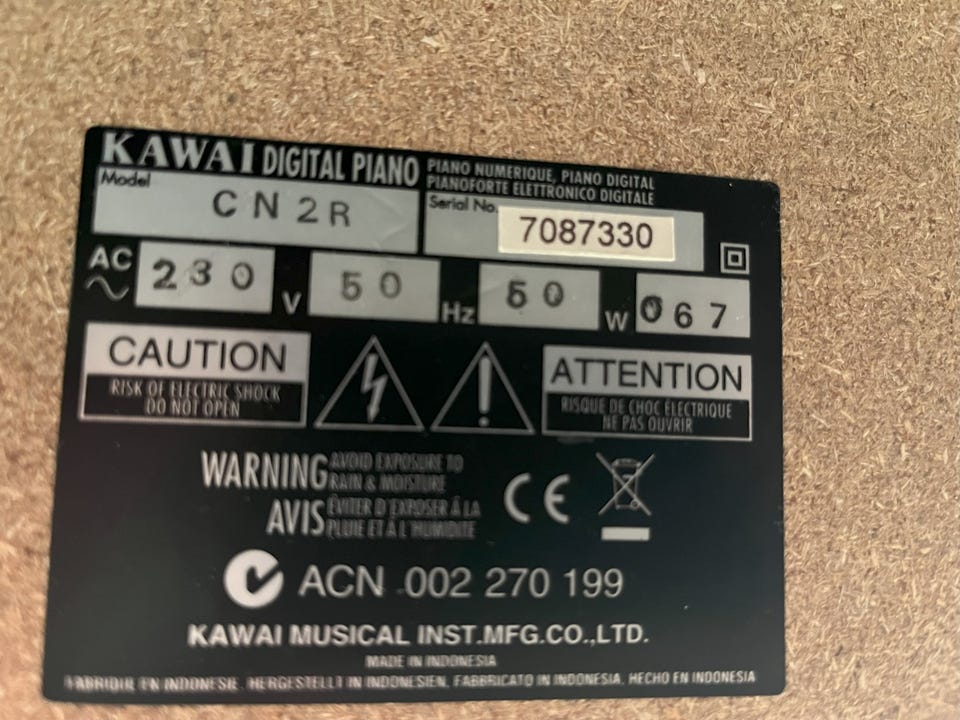 KAWAI DIGITAL PIANO PIANO NUMERIQUE, PIANO DIGITAL
PIANOFORTE ELETTRONICO DIGITALE
Model CN2R Serial No. 7087330
AC 230 V 50 Hz 50 W 067
CAUTION
RISK OF ELECTRIC SHOCK
DO NOT OPEN
ATTENTION
RISQUE DE CHOC ÉLECTRIQUE
NE PAS OUVRIR
WARNING AVOID EXPOSURE TO
RAIN & MOISTURE
AVIS ÉVITER D'EXPOSER À LA
PLUIE ET À L'HUMIDITE
CE
ACN 002 270 199
KAWAI MUSICAL INST.MFG.CO.,LTD.
MADE IN INDONESIA
FABRIQUE EN INDONESIE, HERGESTELLT IN INDONESIEN, FABBRICATO IN INDONESIA, HECHO EN INDONESIA